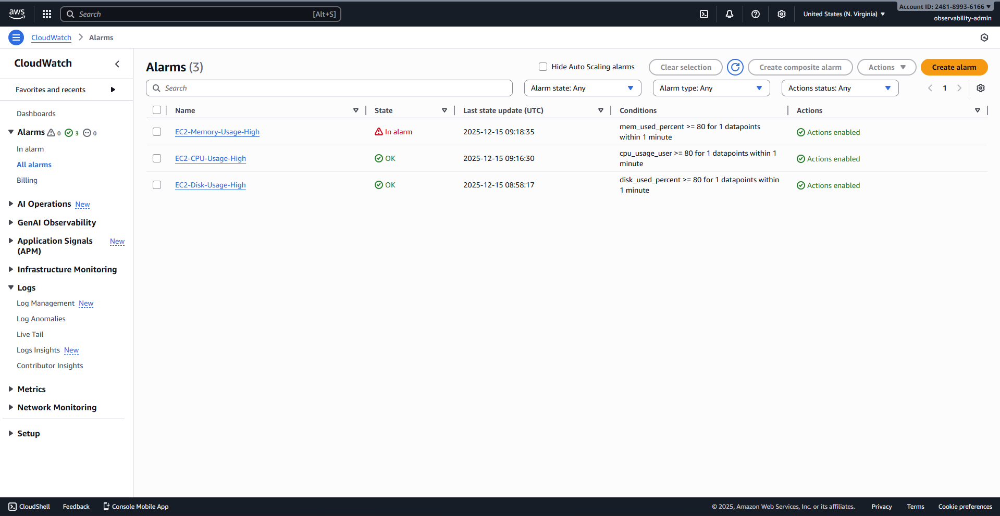 aws
Search [Alt+S]
United States (N. Virginia)
Account ID: 2481-8993-6166
observability-admin
CloudWatch
Alarms
CloudWatch
Favorites and recents
Dashboards
Alarms 0 3 0
In alarm
All alarms
Billing
AI Operations New
GenAI Observability
Application Signals New
(APM)
Infrastructure Monitoring
Logs
Log Management New
Log Anomalies
Live Tail
Logs Insights New
Contributor Insights
Metrics
Network Monitoring
Setup
Alarms (3)
Hide Auto Scaling alarms
Clear selection
Create composite alarm
Actions
Create alarm
Search
Alarm state: Any
Alarm type: Any
Actions status: Any
1
Name State Last state update (UTC) Conditions Actions
EC2-Memory-Usage-High In alarm 2025-12-15 09:18:35 mem_used_percent >= 80 for 1 datapoints Actions enabled
within 1 minute
EC2-CPU-Usage-High OK 2025-12-15 09:16:30 cpu_usage_user >= 80 for 1 datapoints within 1 Actions enabled
minute
EC2-Disk-Usage-High OK 2025-12-15 08:58:17 disk_used_percent >= 80 for 1 datapoints within Actions enabled
1 minute
CloudShell Feedback Console Mobile App © 2025, Amazon Web Services, Inc. or its affiliates. Privacy Terms Cookie preferences